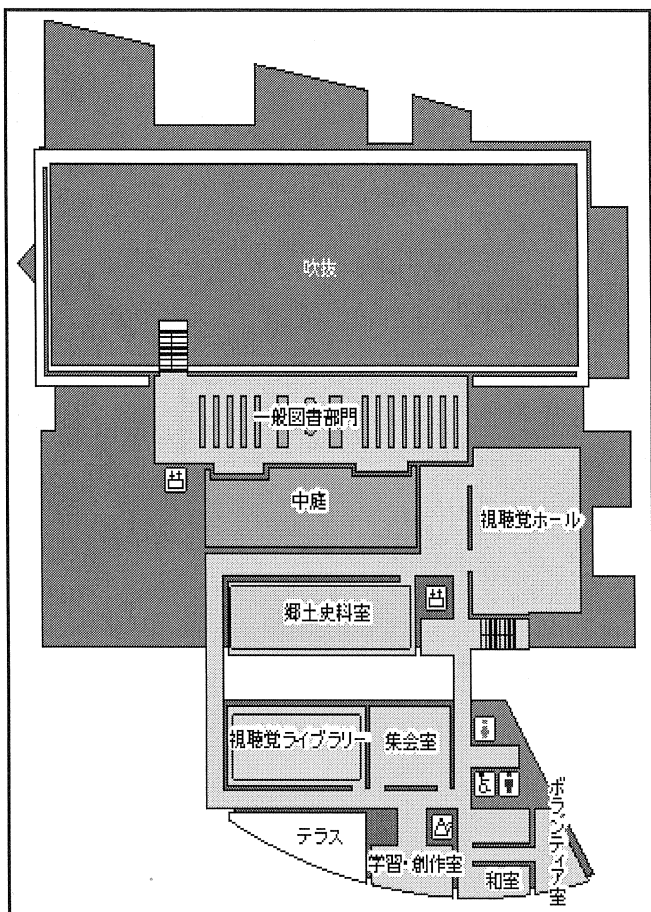 吹抜
一般図書部門
中庭
視聴覚ホール
郷土史料室
視聴覚ライブラリー
集会室
ボランティア室
テラス
学習・創作室
和室